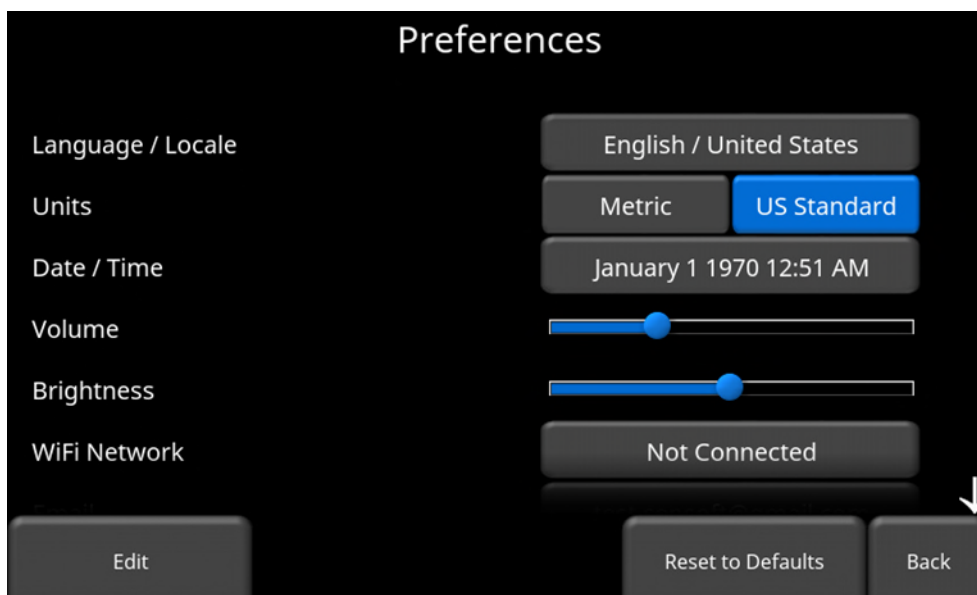 Preferences
Language / Locale English / United States
Units Metric US Standard
Date / Time January 1 1970 12:51 AM
Volume
Brightness
WiFi Network Not Connected
Email
Edit Reset to Defaults Back